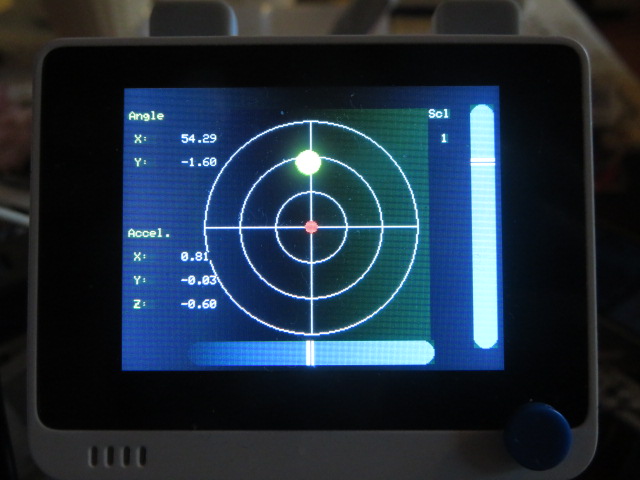 Angle
X: 54.29
Y: -1.60
Accel.
X: 0.81
Y: -0.03
Z: -0.60
Scl
1